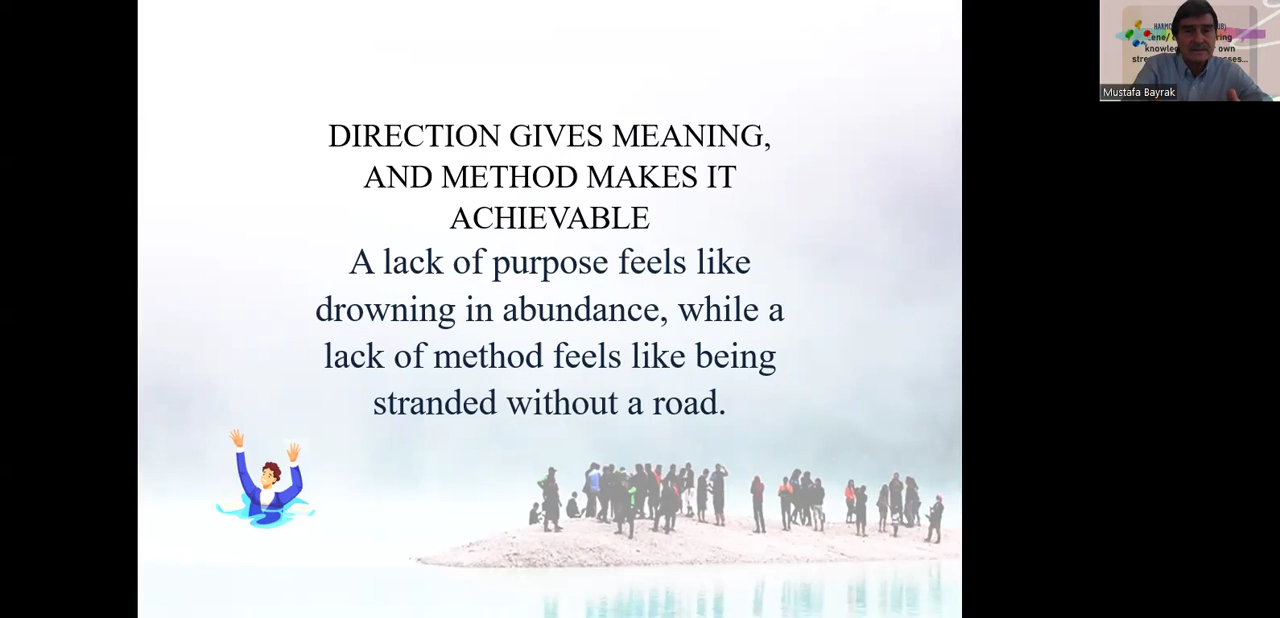 DIRECTION GIVES MEANING,
AND METHOD MAKES IT
ACHIEVABLE
A lack of purpose feels like
drowning in abundance, while a
lack of method feels like being
stranded without a road.
Mustafa Bayrak